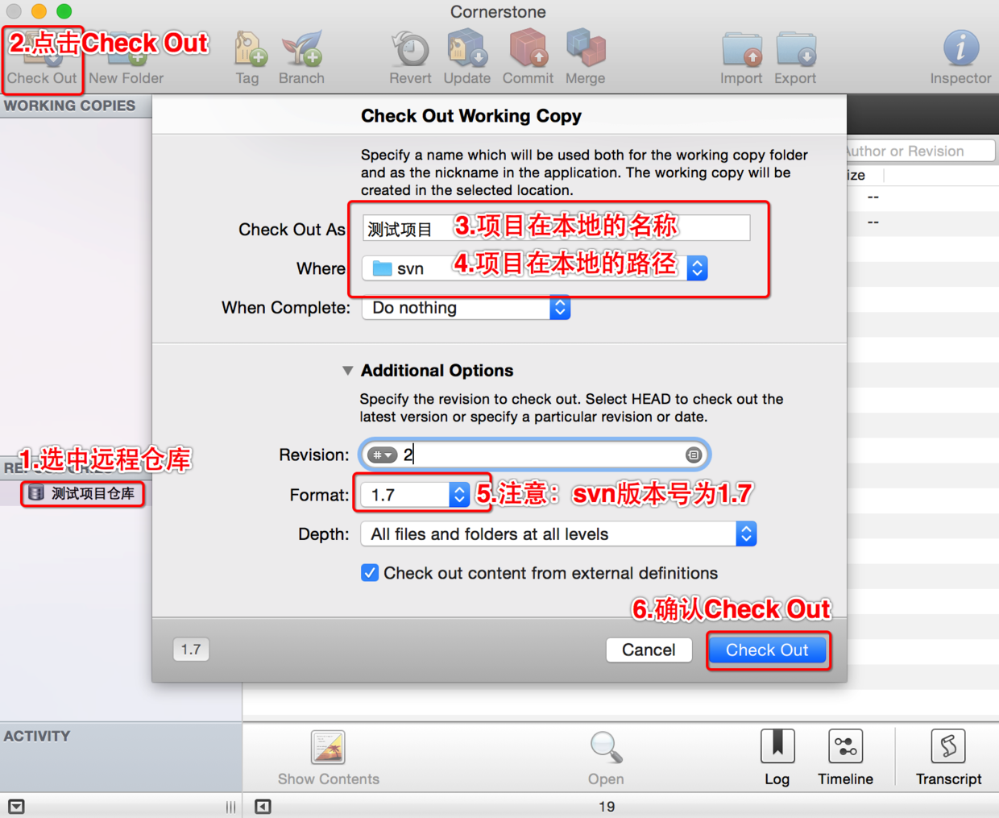 Cornerstone
2.点击Check Out
Check Out
New Folder
Tag
Branch
Revert
Update
Commit
Merge
Import
Export
Inspector
WORKING COPIES
Check Out Working Copy
Author or Revision
Specify a name which will be used both for the working copy folder
and as the nickname in the application. The working copy will be
created in the selected location.
ize
--
--
Check Out As
测试项目
3.项目在本地的名称
Where
svn
4.项目在本地的路径
When Complete:
Do nothing
Additional Options
Specify the revision to check out. Select HEAD to check out the
latest version or specify a particular revision or date.
1.选中远程仓库
Revision:
# 2
测试项目仓库
Format:
1.7
5.注意：svn版本号为1.7
Depth:
All files and folders at all levels
Check out content from external definitions
6.确认Check Out
1.7
Cancel
Check Out
ACTIVITY
Show Contents
Open
Log
Timeline
Transcript
19